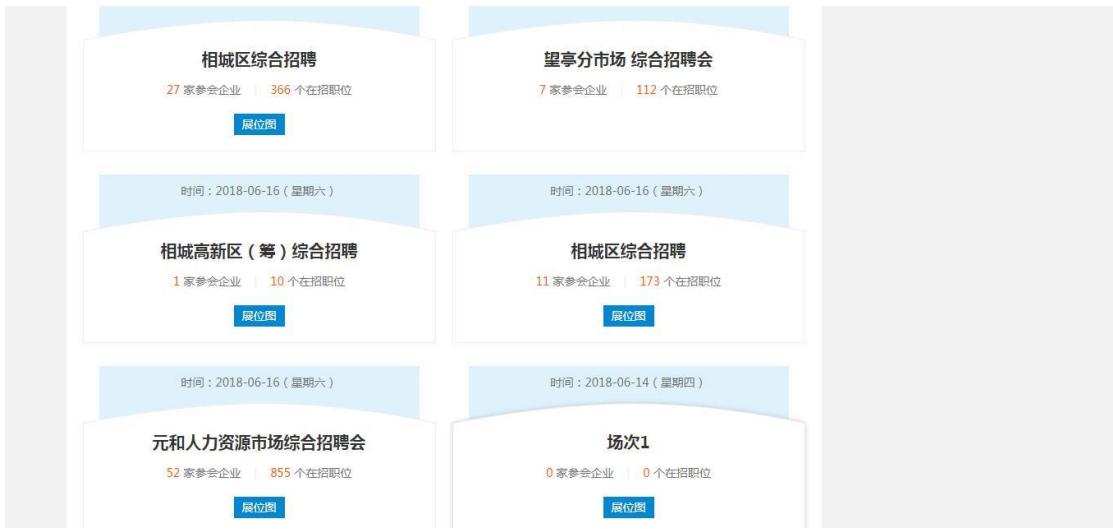 相城区综合招聘
27 家参会企业 | 366 个在招职位
展位图
望亭分市场 综合招聘会
7 家参会企业 | 112 个在招职位
时间：2018-06-16（星期六）
相城高新区（筹）综合招聘
1 家参会企业 | 10 个在招职位
展位图
时间：2018-06-16（星期六）
相城区综合招聘
11 家参会企业 | 173 个在招职位
展位图
时间：2018-06-16（星期六）
元和人力资源市场综合招聘会
52 家参会企业 | 855 个在招职位
展位图
时间：2018-06-14（星期四）
场次1
0 家参会企业 | 0 个在招职位
展位图